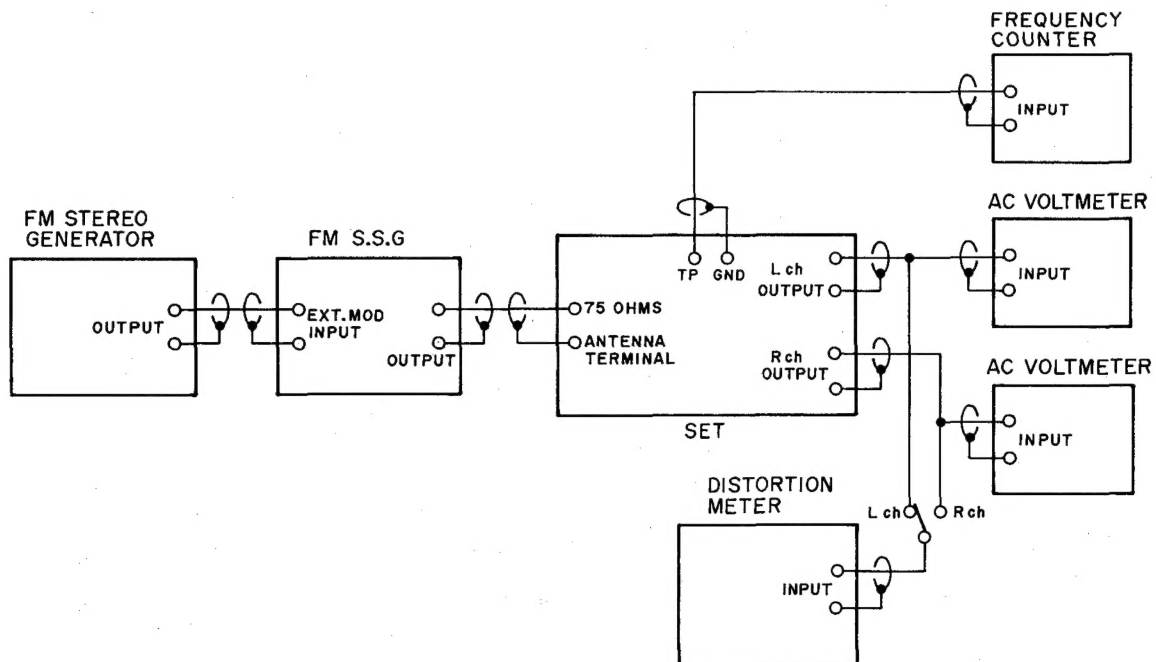 FREQUENCY
COUNTER
INPUT
FM STEREO
GENERATOR
OUTPUT
FM S.S.G
EXT.MOD
INPUT
OUTPUT
TP
GND
L ch
OUTPUT
75 OHMS
ANTENNA
TERMINAL
R ch
OUTPUT
SET
AC VOLTMETER
INPUT
AC VOLTMETER
INPUT
DISTORTION
METER
L ch
R ch
INPUT